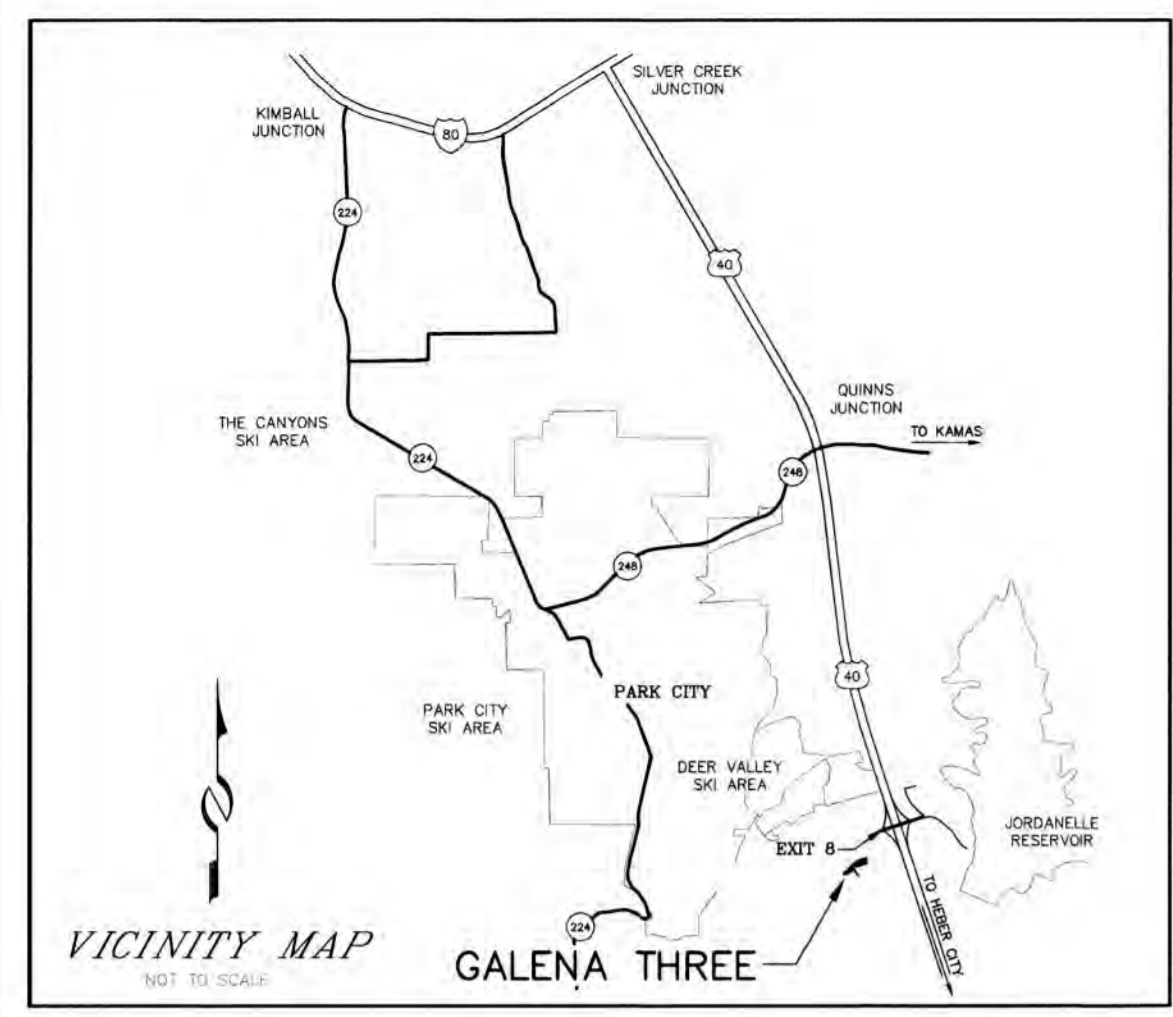 SILVER CREEK
JUNCTION
KIMBALL
JUNCTION
80
224
40
QUINNS
JUNCTION
TO KAMAS
THE CANYONS
SKI AREA
224
248
248
40
PARK CITY
PARK CITY
SKI AREA
DEER VALLEY
SKI AREA
JORDANELLE
RESERVOIR
EXIT 8
TO HEBER CITY
224
VICINITY MAP
NOT TO SCALE
GALENA THREE